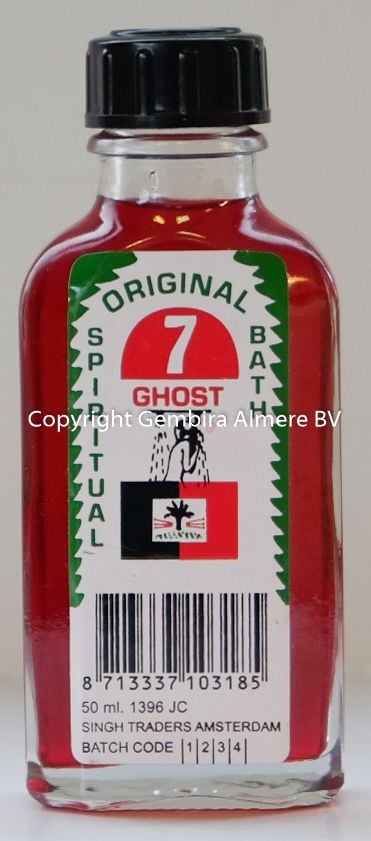 ORIGINAL
SPIRITUAL
BATH
7
GHOST
Copyright Gembira Almere BV
8 713337 103185
50 ml. 1396 JC
SINGH TRADERS AMSTERDAM
BATCH CODE |1|2|3|4|